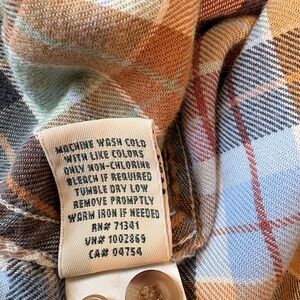 MACHINE WASH COLD
WITH LIKE COLORS
ONLY NON-CHLORINE
BLEACH IF REQUIRED
TUMBLE DRY LOW
REMOVE PROMPTLY
WARM IRON IF NEEDED
RN# 71341
VN# 1002865
CA# 04754